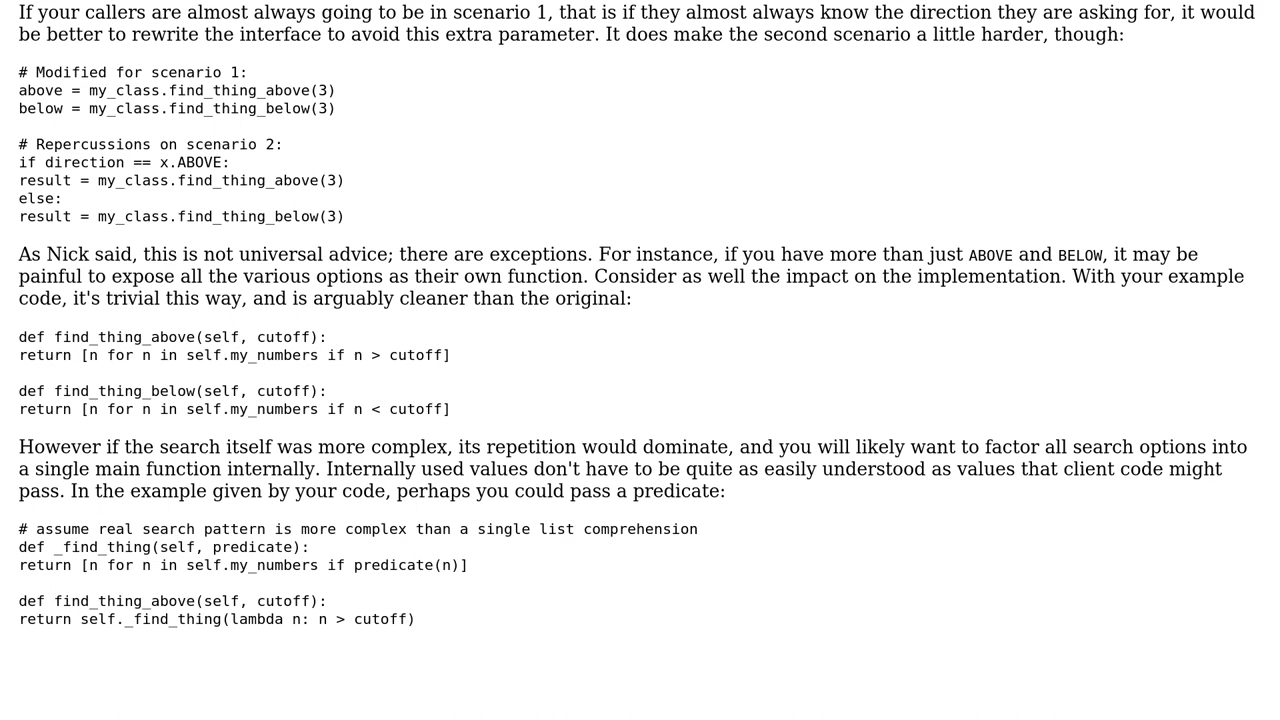 If your callers are almost always going to be in scenario 1, that is if they almost always know the direction they are asking for, it would
be better to rewrite the interface to avoid this extra parameter. It does make the second scenario a little harder, though:
# Modified for scenario 1:
above = my_class.find_thing_above(3)
below = my_class.find_thing_below(3)
# Repercussions on scenario 2:
if direction == x.ABOVE:
result = my_class.find_thing_above(3)
else:
result = my_class.find_thing_below(3)
As Nick said, this is not universal advice; there are exceptions. For instance, if you have more than just ABOVE and BELOW, it may be
painful to expose all the various options as their own function. Consider as well the impact on the implementation. With your example
code, it's trivial this way, and is arguably cleaner than the original:
def find_thing_above(self, cutoff):
return [n for n in self.my_numbers if n > cutoff]
def find_thing_below(self, cutoff):
return [n for n in self.my_numbers if n < cutoff]
However if the search itself was more complex, its repetition would dominate, and you will likely want to factor all search options into
a single main function internally. Internally used values don't have to be quite as easily understood as values that client code might
pass. In the example given by your code, perhaps you could pass a predicate:
# assume real search pattern is more complex than a single list comprehension
def _find_thing(self, predicate):
return [n for n in self.my_numbers if predicate(n)]
def find_thing_above(self, cutoff):
return self._find_thing(lambda n: n > cutoff)